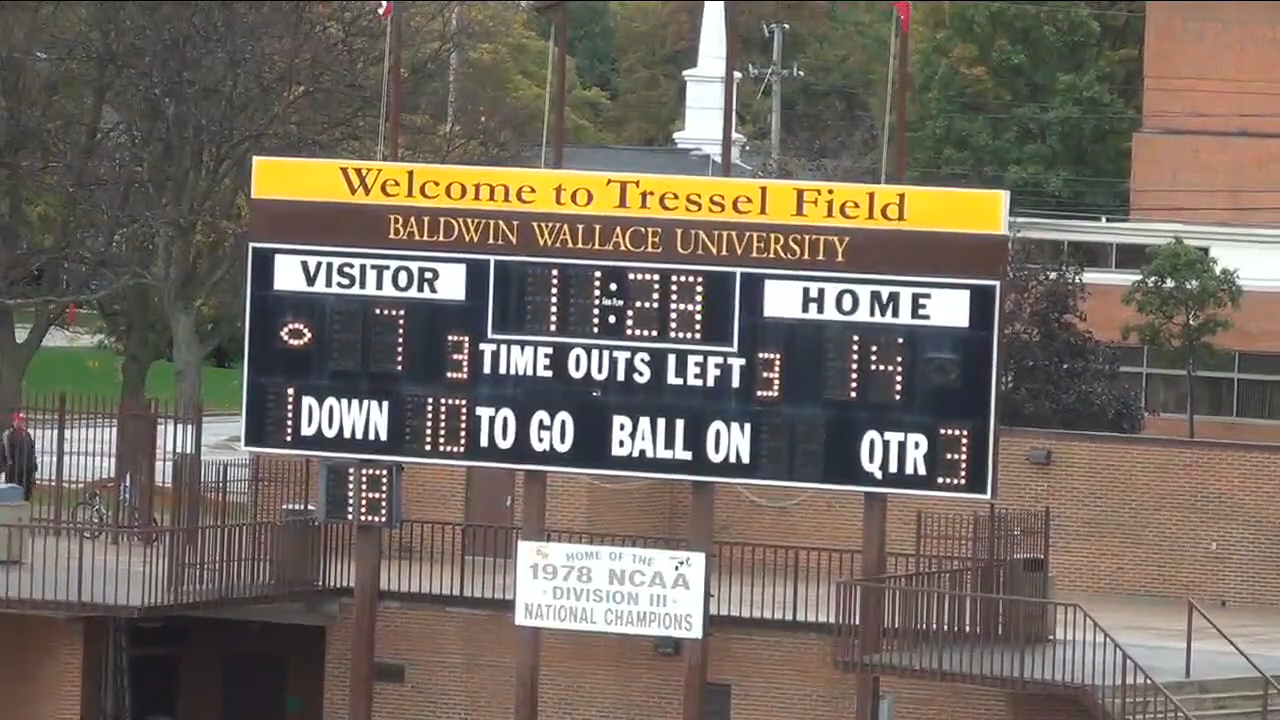 Welcome to Tressel Field
BALDWIN WALLACE UNIVERSITY
VISITOR 11:28 HOME
7 3 TIME OUTS LEFT 3 14
1 DOWN 10 TO GO BALL ON QTR 3
18
HOME OF THE
1978 NCAA
DIVISION III
NATIONAL CHAMPIONS